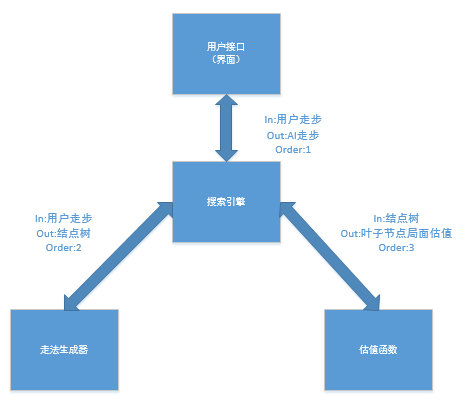 用户接口
（界面）
In:用户走步
Out:AI走步
Order:1
搜索引擎
In:用户走步
Out:结点树
Order:2
In:结点树
Out:叶子节点局面估值
Order:3
走法生成器
估值函数